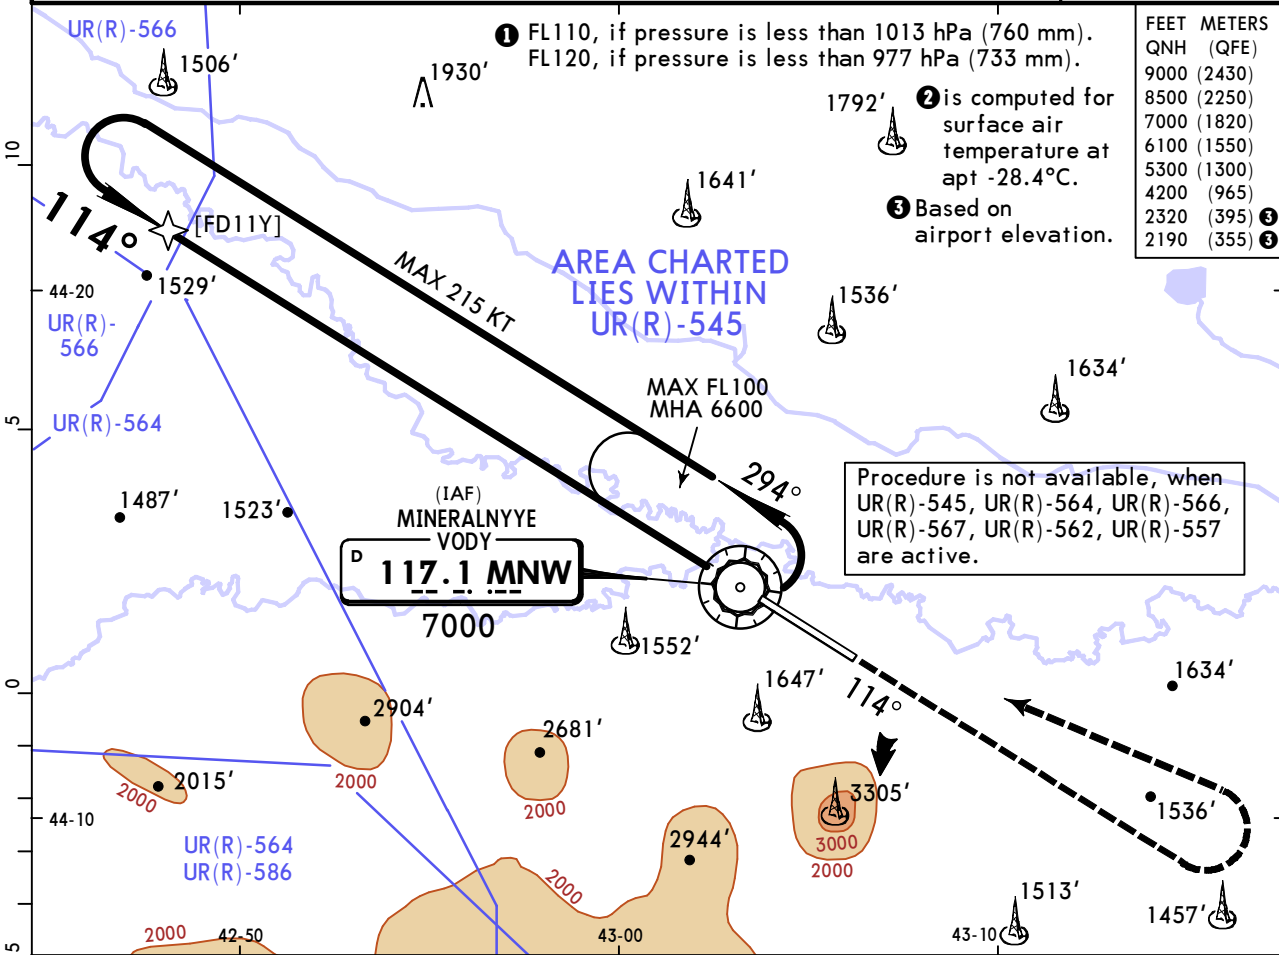 UR(R)-566
1506'
1930'
❶ FL110, if pressure is less than 1013 hPa (760 mm).
FL120, if pressure is less than 977 hPa (733 mm).
1792'
❷ is computed for
surface air
temperature at
apt -28.4°C.
❸ Based on
airport elevation.
FEET METERS
QNH (QFE)
9000 (2430)
8500 (2250)
7000 (1820)
6100 (1550)
5300 (1300)
4200 (965)
2320 (395) ❸
2190 (355) ❸
10
1641'
114°
[FD11Y]
1529'
44-20
MAX 215 KT
AREA CHARTED
LIES WITHIN
UR(R)-545
1536'
UR(R)-
566
UR(R)-564
MAX FL100
MHA 6600
1634'
5
294°
Procedure is not available, when
UR(R)-545, UR(R)-564, UR(R)-566,
UR(R)-567, UR(R)-562, UR(R)-557
are active.
1487'
1523'
(IAF)
MINERALNYYE
VODY
D 117.1 MNW
7000
1552'
0
1647'
114°
1634'
2904'
2000
2681'
2000
2015'
2000
3305'
3000
2000
1536'
44-10
UR(R)-564
UR(R)-586
2944'
2000
1513'
1457'
5
2000
42-50
43-00
43-10